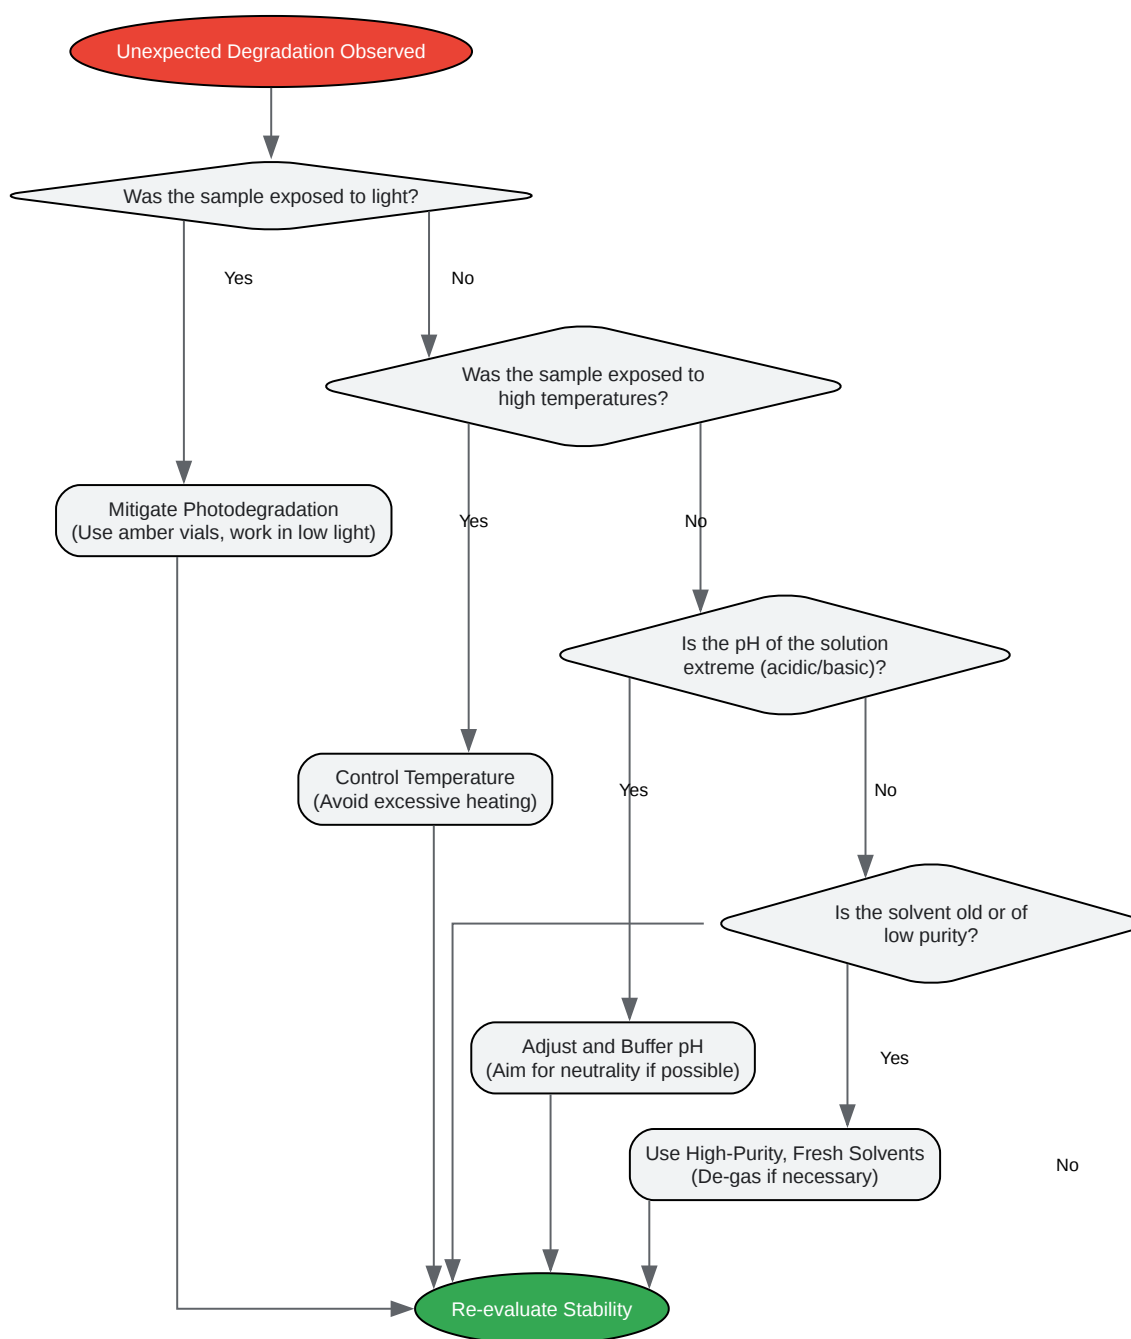 Unexpected Degradation Observed
Was the sample exposed to light?
Yes
No
Was the sample exposed to
high temperatures?
Mitigate Photodegradation
(Use amber vials, work in low light)
Yes
No
Is the pH of the solution
extreme (acidic/basic)?
Control Temperature
(Avoid excessive heating)
Yes
No
Is the solvent old or of
low purity?
Adjust and Buffer pH
(Aim for neutrality if possible)
Yes
Use High-Purity, Fresh Solvents
(De-gas if necessary)
No
Re-evaluate Stability